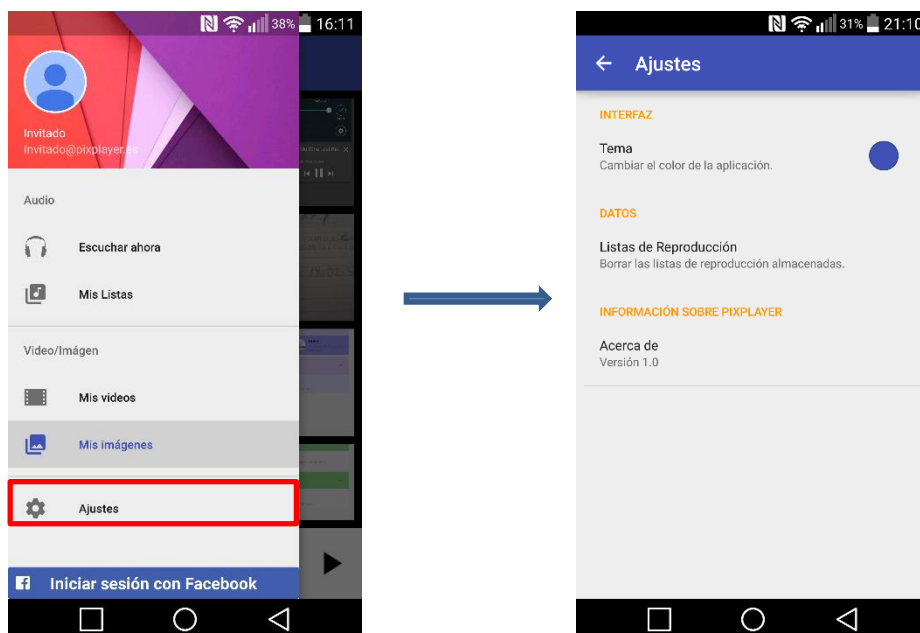 38% 16:11
Invitado
Invitado@pixplayer.es
Audio
Escuchar ahora
Mis Listas
Video/Imágen
Mis videos
Mis imágenes
Ajustes
Iniciar sesión con Facebook
31% 21:10
Ajustes
INTERFAZ
Tema
Cambiar el color de la aplicación.
DATOS
Listas de Reproducción
Borrar las listas de reproducción almacenadas.
INFORMACIÓN SOBRE PIXPLAYER
Acerca de
Versión 1.0